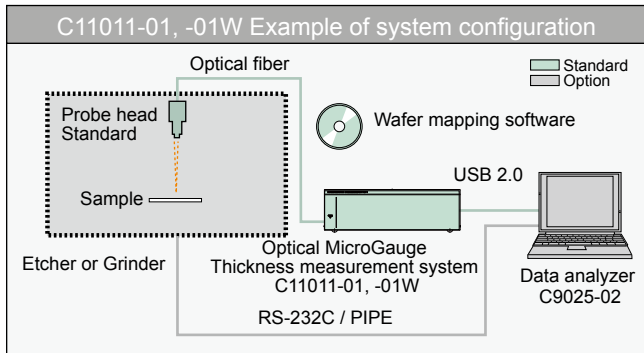 C11011-01, -01W Example of system configuration
Optical fiber
Standard
Option
Probe head
Standard
Wafer mapping software
USB 2.0
Sample
Etcher or Grinder
Optical MicroGauge
Thickness measurement system
C11011-01, -01W
Data analyzer
C9025-02
RS-232C / PIPE